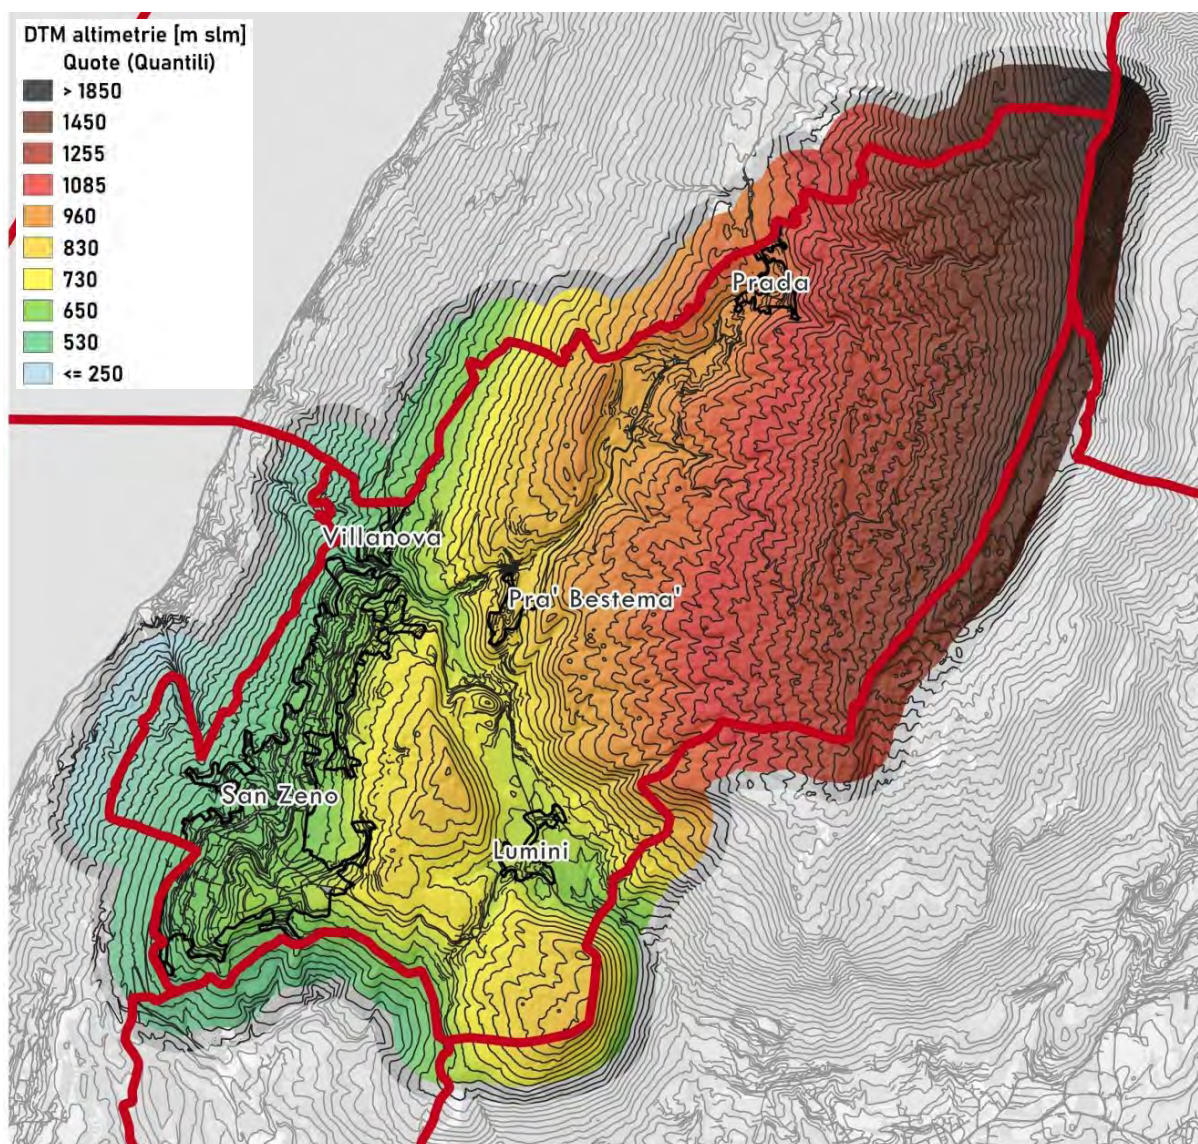 DTM altimetrie [m slm]
Quote (Quantili)
> 1850
1450
1255
1085
960
830
730
650
530
<= 250
Prada
Villanova
Pra' Bestema'
San Zeno
Lumini